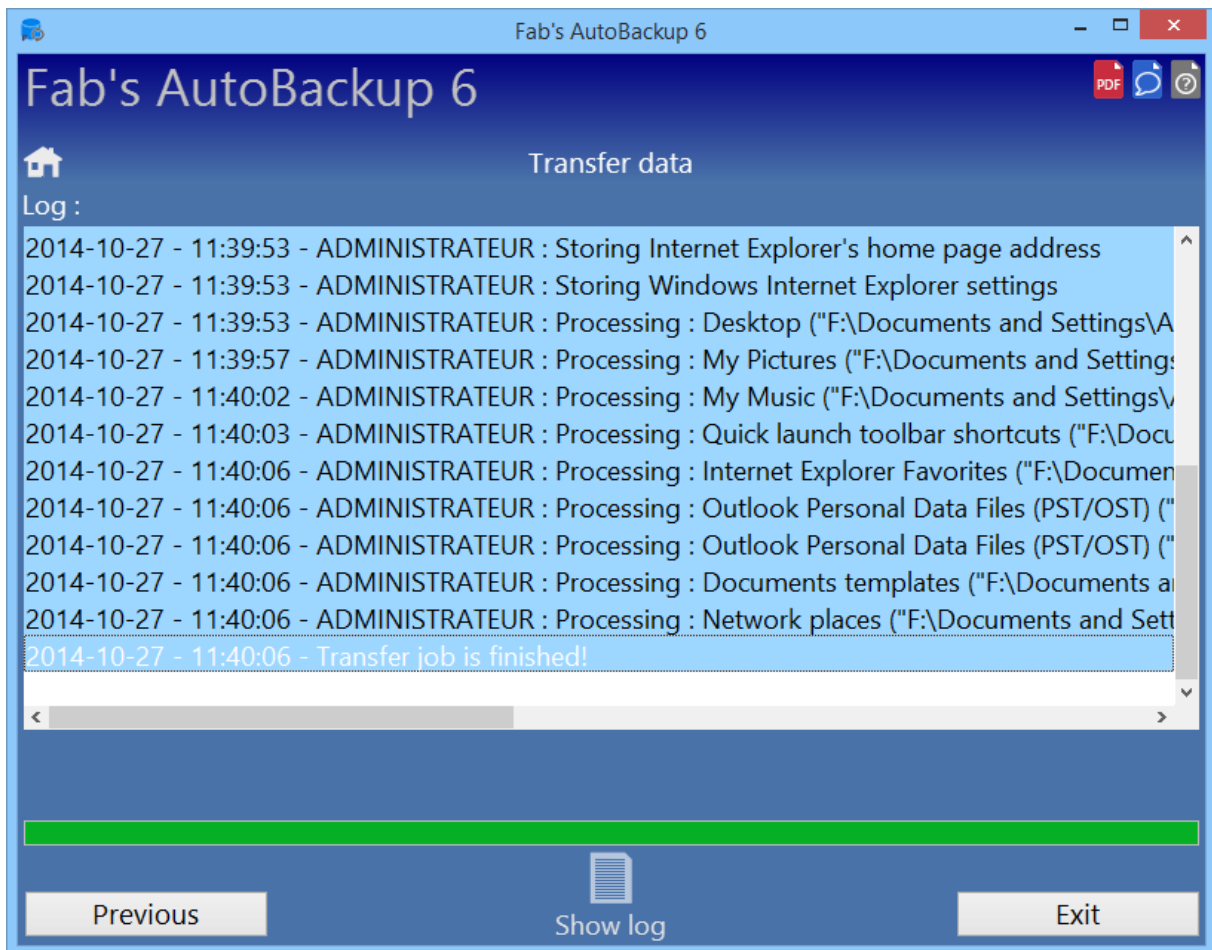 Fab's AutoBackup 6
Fab's AutoBackup 6
PDF
Transfer data
Log :
2014-10-27 - 11:39:53 - ADMINISTRATEUR : Storing Internet Explorer's home page address
2014-10-27 - 11:39:53 - ADMINISTRATEUR : Storing Windows Internet Explorer settings
2014-10-27 - 11:39:53 - ADMINISTRATEUR : Processing : Desktop ("F:\Documents and Settings\A
2014-10-27 - 11:39:57 - ADMINISTRATEUR : Processing : My Pictures ("F:\Documents and Settings
2014-10-27 - 11:40:02 - ADMINISTRATEUR : Processing : My Music ("F:\Documents and Settings\A
2014-10-27 - 11:40:03 - ADMINISTRATEUR : Processing : Quick launch toolbar shortcuts ("F:\Docu
2014-10-27 - 11:40:06 - ADMINISTRATEUR : Processing : Internet Explorer Favorites ("F:\Documen
2014-10-27 - 11:40:06 - ADMINISTRATEUR : Processing : Outlook Personal Data Files (PST/OST) ("
2014-10-27 - 11:40:06 - ADMINISTRATEUR : Processing : Outlook Personal Data Files (PST/OST) ("
2014-10-27 - 11:40:06 - ADMINISTRATEUR : Processing : Documents templates ("F:\Documents a
2014-10-27 - 11:40:06 - ADMINISTRATEUR : Processing : Network places ("F:\Documents and Sett
2014-10-27 - 11:40:06 - Transfer job is finished!
Previous
Show log
Exit